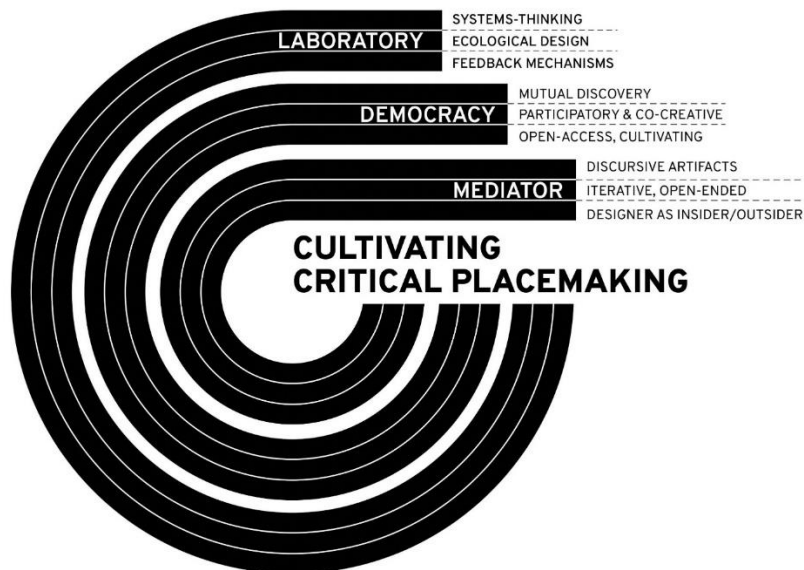 LABORATORY
SYSTEMS-THINKING
ECOLOGICAL DESIGN
FEEDBACK MECHANISMS
DEMOCRACY
MUTUAL DISCOVERY
PARTICIPATORY & CO-CREATIVE
OPEN-ACCESS, CULTIVATING
MEDIATOR
DISCURSIVE ARTIFACTS
ITERATIVE, OPEN-ENDED
DESIGNER AS INSIDER/OUTSIDER
CULTIVATING
CRITICAL PLACEMAKING